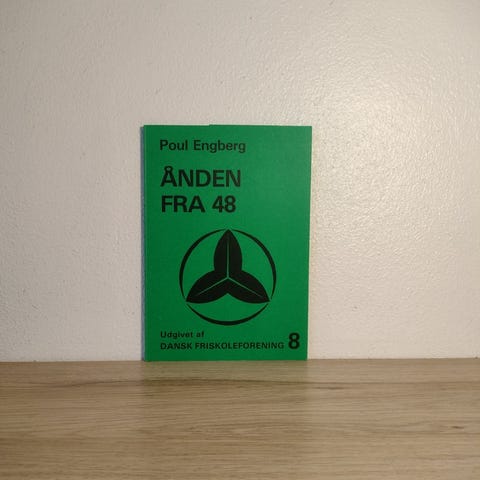 Poul Engberg
ÅNDEN
FRA 48
Udgivet af
DANSK FRISKOLEFORENING 8